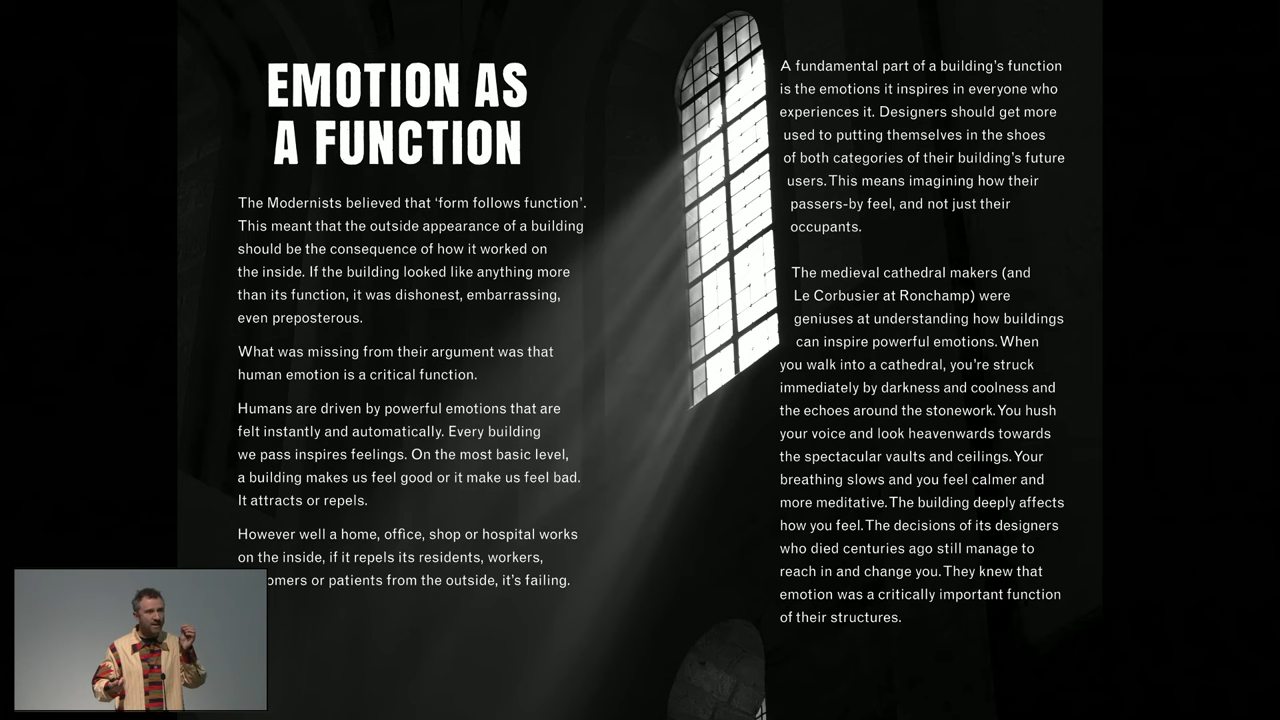 EMOTION AS
A FUNCTION
The Modernists believed that ‘form follows function’.
This meant that the outside appearance of a building
should be the consequence of how it worked on
the inside. If the building looked like anything more
than its function, it was dishonest, embarrassing,
even preposterous.
What was missing from their argument was that
human emotion is a critical function.
Humans are driven by powerful emotions that are
felt instantly and automatically. Every building
we pass inspires feelings. On the most basic level,
a building makes us feel good or it make us feel bad.
It attracts or repels.
However well a home, office, shop or hospital works
on the inside, if it repels its residents, workers,
omers or patients from the outside, it’s failing.
A fundamental part of a building’s function
is the emotions it inspires in everyone who
experiences it. Designers should get more
used to putting themselves in the shoes
of both categories of their building’s future
users. This means imagining how their
passers-by feel, and not just their
occupants.
The medieval cathedral makers (and
Le Corbusier at Ronchamp) were
geniuses at understanding how buildings
can inspire powerful emotions. When
you walk into a cathedral, you’re struck
immediately by darkness and coolness and
the echoes around the stonework. You hush
your voice and look heavenwards towards
the spectacular vaults and ceilings. Your
breathing slows and you feel calmer and
more meditative. The building deeply affects
how you feel. The decisions of its designers
who died centuries ago still manage to
reach in and change you. They knew that
emotion was a critically important function
of their structures.